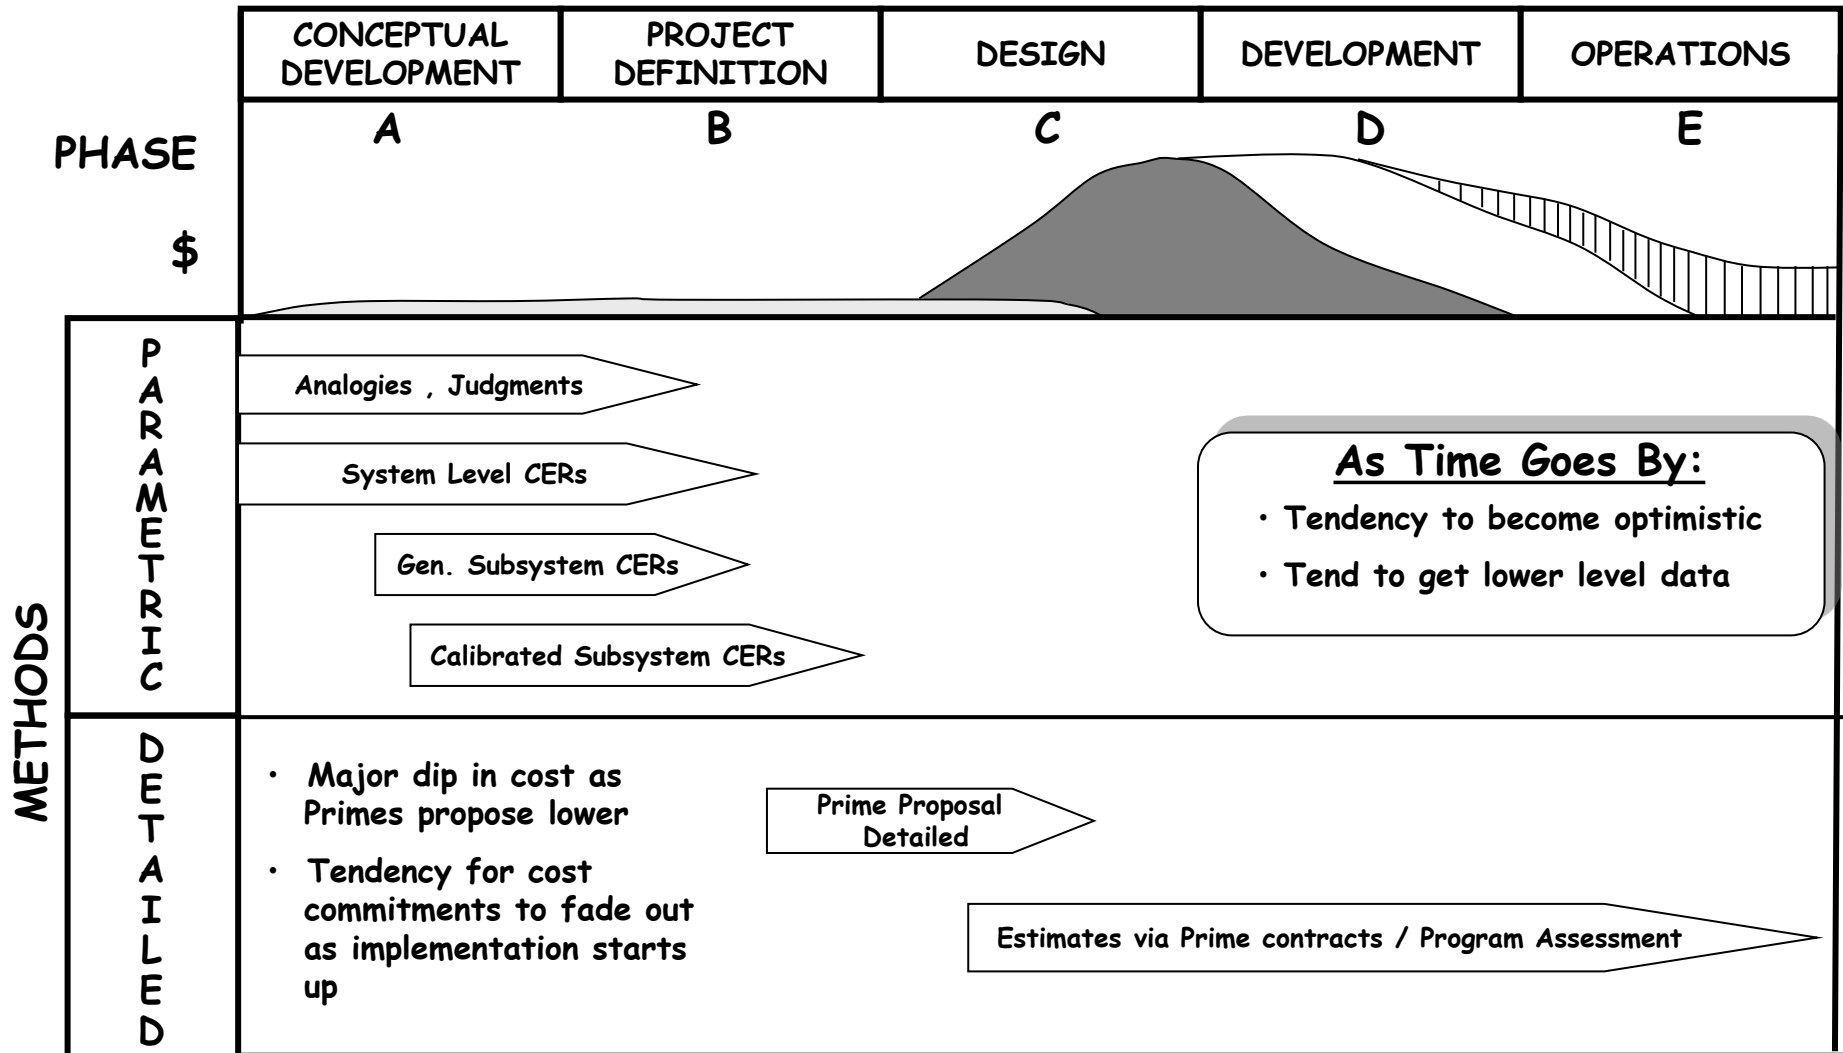 CONCEPTUAL
DEVELOPMENT
PROJECT
DEFINITION
DESIGN
DEVELOPMENT
OPERATIONS
PHASE
A
B
C
D
E
$
METHODS
PARAMETRIC
Analogies , Judgments
System Level CERs
Gen. Subsystem CERs
Calibrated Subsystem CERs
As Time Goes By:
• Tendency to become optimistic
• Tend to get lower level data
DETAILED
• Major dip in cost as
Primes propose lower
• Tendency for cost
commitments to fade out
as implementation starts
up
Prime Proposal
Detailed
Estimates via Prime contracts / Program Assessment